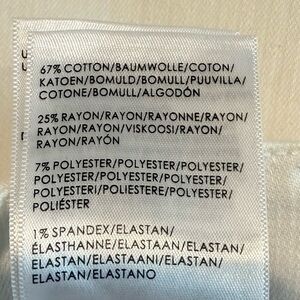 67% COTTON/BAUMWOLLE/COTON/
KATOEN/BOMULD/BOMULL/PUUVILLA/
COTONE/BOMULL/ALGODÓN
25% RAYON/RAYON/RAYONNE/RAYON/
RAYON/RAYON/VISKOOSI/RAYON/
RAYON/RAYÓN
7% POLYESTER/POLYESTER/POLYESTER/
POLYESTER/POLYESTER/POLYESTER/
POLYESTERI/POLIESTERE/POLYESTER/
POLIÉSTER
1% SPANDEX/ELASTAN/
ÉLASTHANNE/ELASTAAN/ELASTAN/
ELASTAN/ELASTAANI/ELASTAN/
ELASTAN/ELASTANO